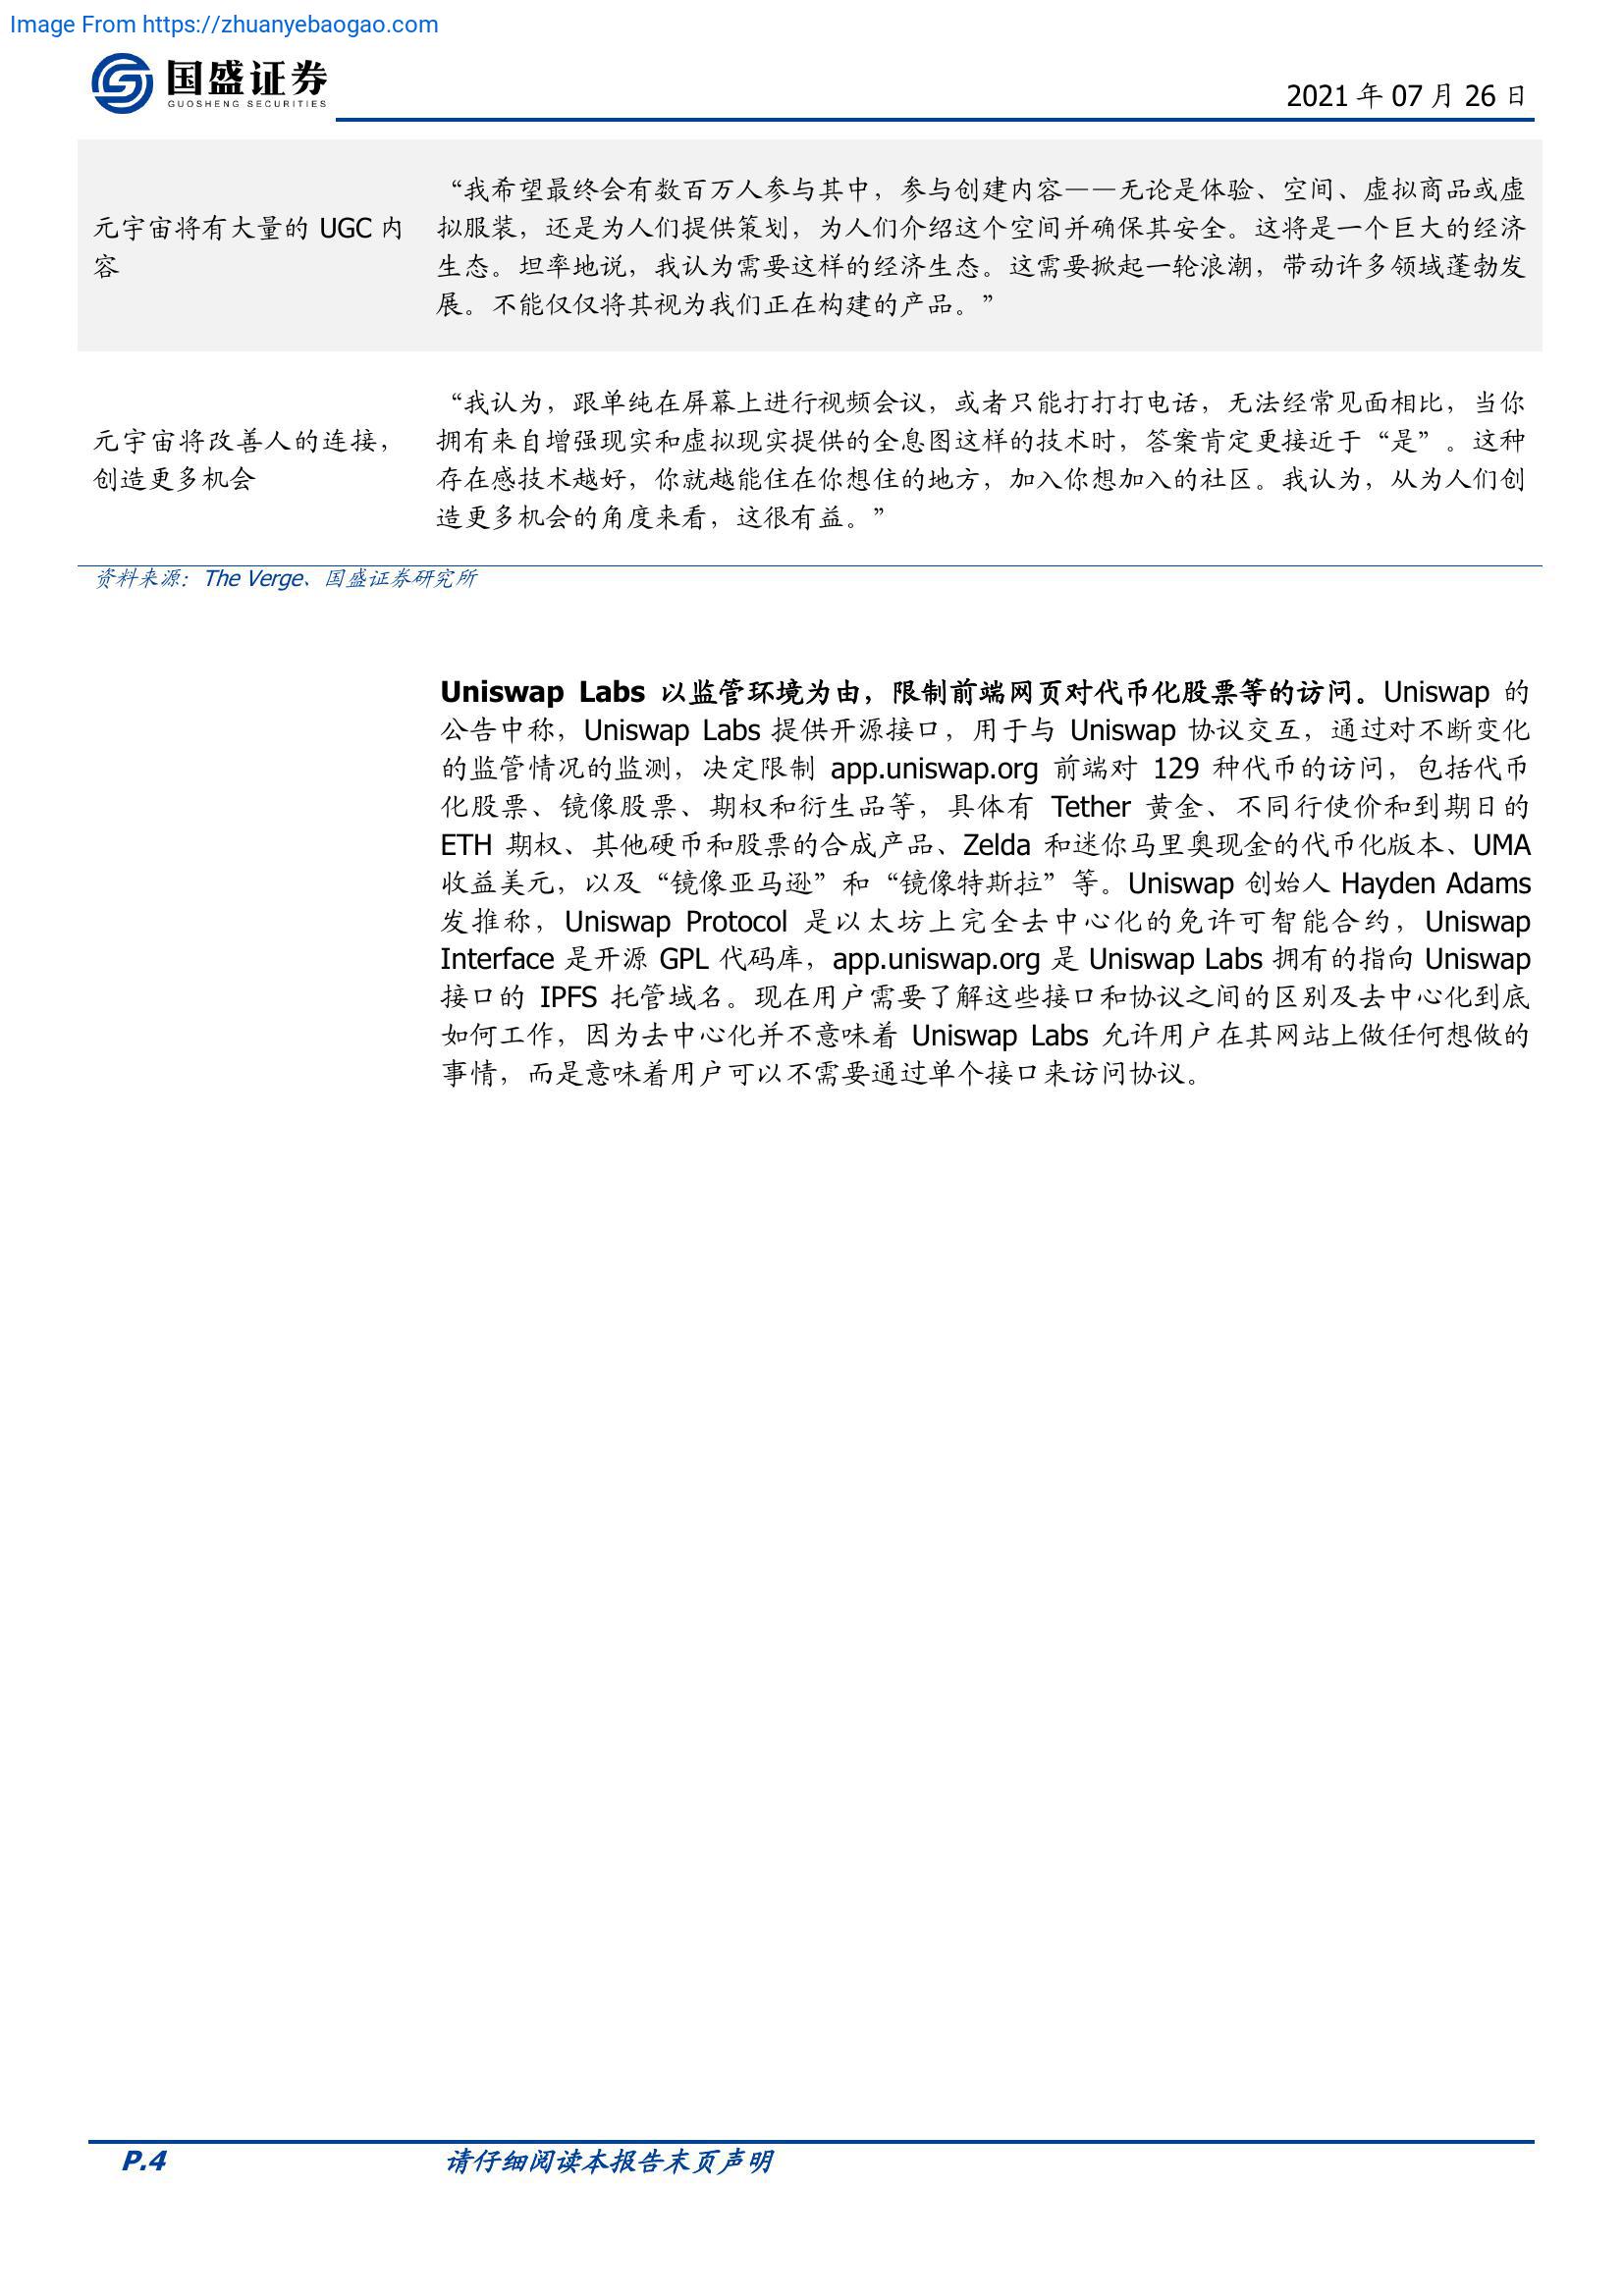 Image From https://zhuanyebaogao.com
国盛证券
GUOSHENG SECURITIES
2021 年 07 月 26 日
元宇宙将有大量的 UGC 内
容
“我希望最终会有数百万人参与其中，参与创建内容——无论是体验、空间、虚拟商品或虚
拟服装，还是为人们提供策划，为人们介绍这个空间并确保其安全。这将是一个巨大的经济
生态。坦率地说，我认为需要这样的经济生态。这需要掀起一轮浪潮，带动许多领域蓬勃发
展。不能仅仅将其视为我们正在构建的产品。”
元宇宙将改善人的连接，
创造更多机会
“我认为，跟单纯在屏幕上进行视频会议，或者只能打打打电话，无法经常见面相比，当你
拥有来自增强现实和虚拟现实提供的全息图这样的技术时，答案肯定更接近于“是”。这种
存在感技术越好，你就越能住在你想住的地方，加入你想加入的社区。我认为，从为人们创
造更多机会的角度来看，这很有益。”
资料来源：The Verge、国盛证券研究所
Uniswap Labs 以监管环境为由，限制前端网页对代币化股票等的访问。Uniswap 的
公告中称，Uniswap Labs 提供开源接口，用于与 Uniswap 协议交互，通过对不断变化
的监管情况的监测，决定限制 app.uniswap.org 前端对 129 种代币的访问，包括代币
化股票、镜像股票、期权和衍生品等，具体有 Tether 黄金、不同行使价和到期日的
ETH 期权、其他硬币和股票的合成产品、Zelda 和迷你马里奥现金的代币化版本、UMA
收益美元，以及“镜像亚马逊”和“镜像特斯拉”等。Uniswap 创始人 Hayden Adams
发推称，Uniswap Protocol 是以太坊上完全去中心化的免许可智能合约，Uniswap
Interface 是开源 GPL 代码库，app.uniswap.org 是 Uniswap Labs 拥有的指向 Uniswap
接口的 IPFS 托管域名。现在用户需要了解这些接口和协议之间的区别及去中心化到底
如何工作，因为去中心化并不意味着 Uniswap Labs 允许用户在其网站上做任何想做的
事情，而是意味着用户可以不需要通过单个接口来访问协议。
P.4
请仔细阅读本报告末页声明